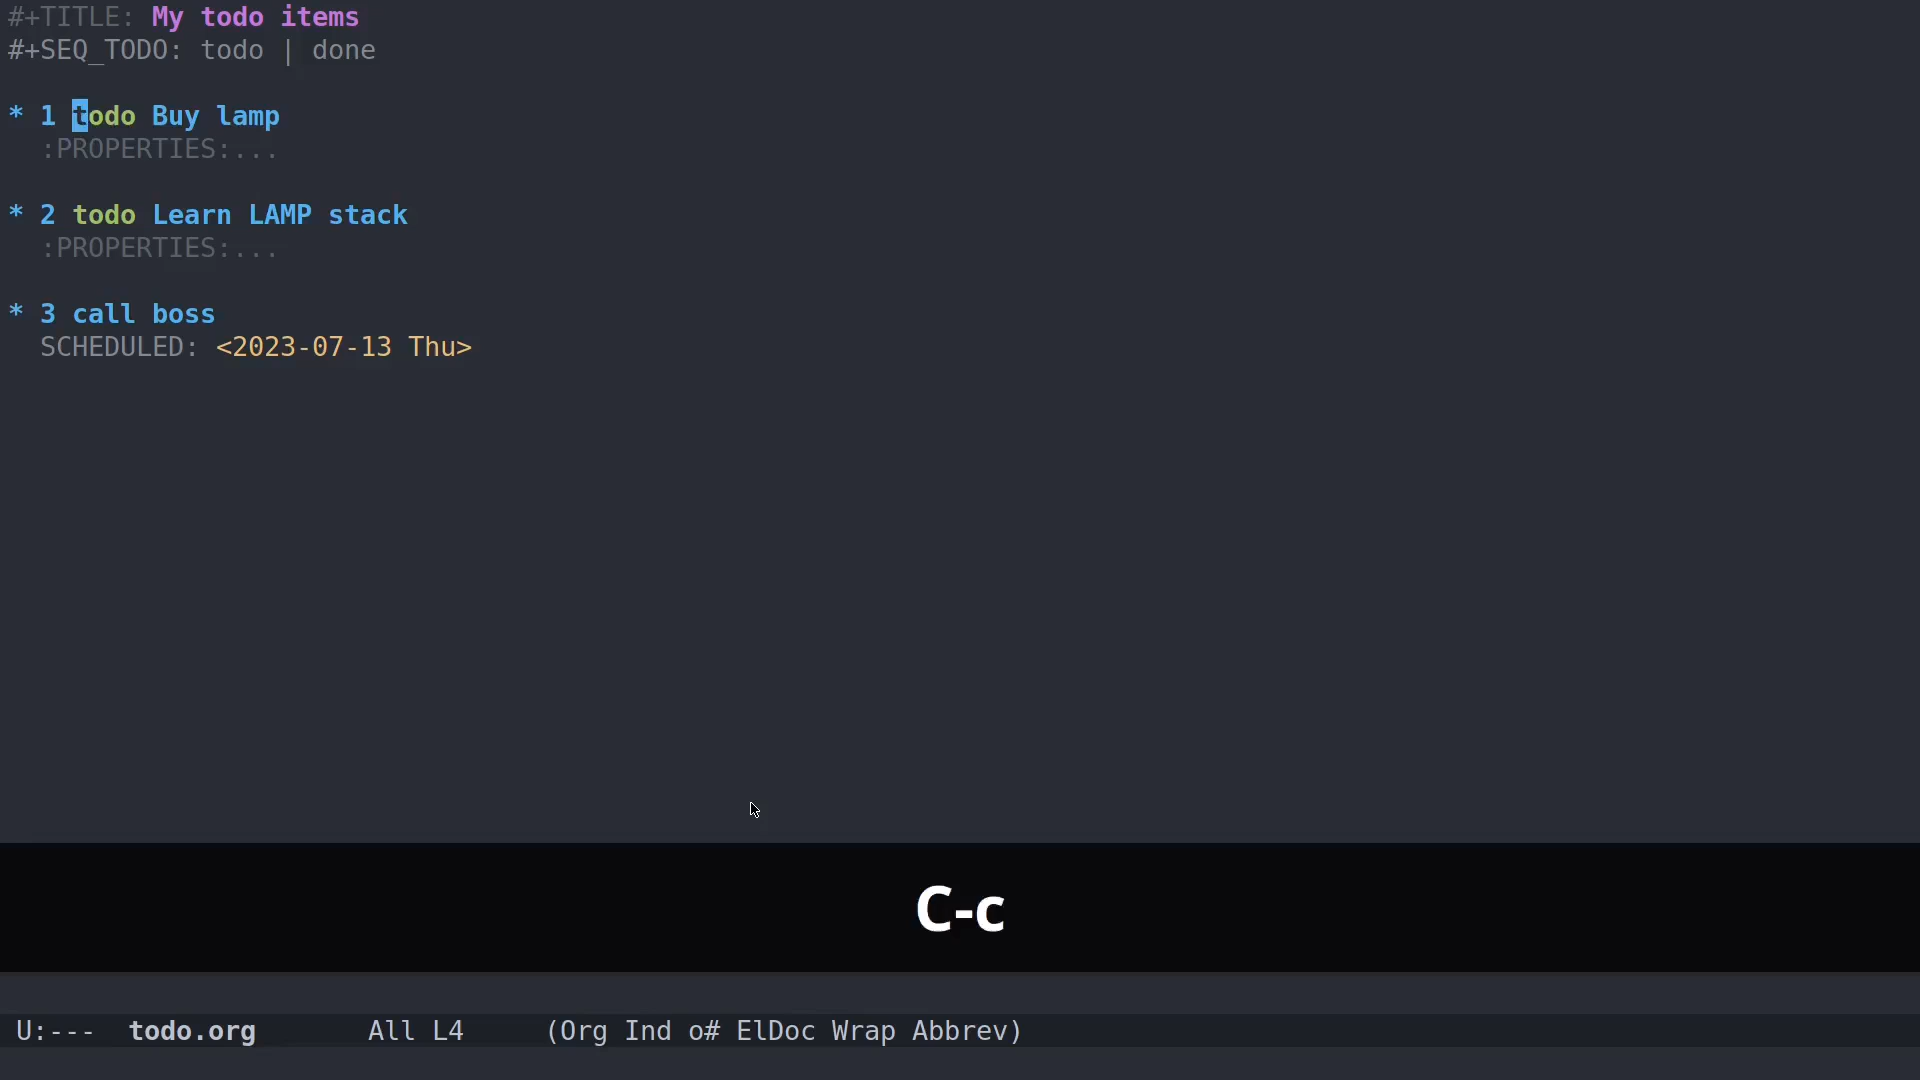 #+TITLE: My todo items
#+SEQ_TODO: todo | done
* 1 todo Buy lamp
:PROPERTIES:...
* 2 todo Learn LAMP stack
:PROPERTIES:...
* 3 call boss
SCHEDULED: <2023-07-13 Thu>
C-c
U:--- todo.org All L4 (Org Ind o# ElDoc Wrap Abbrev)